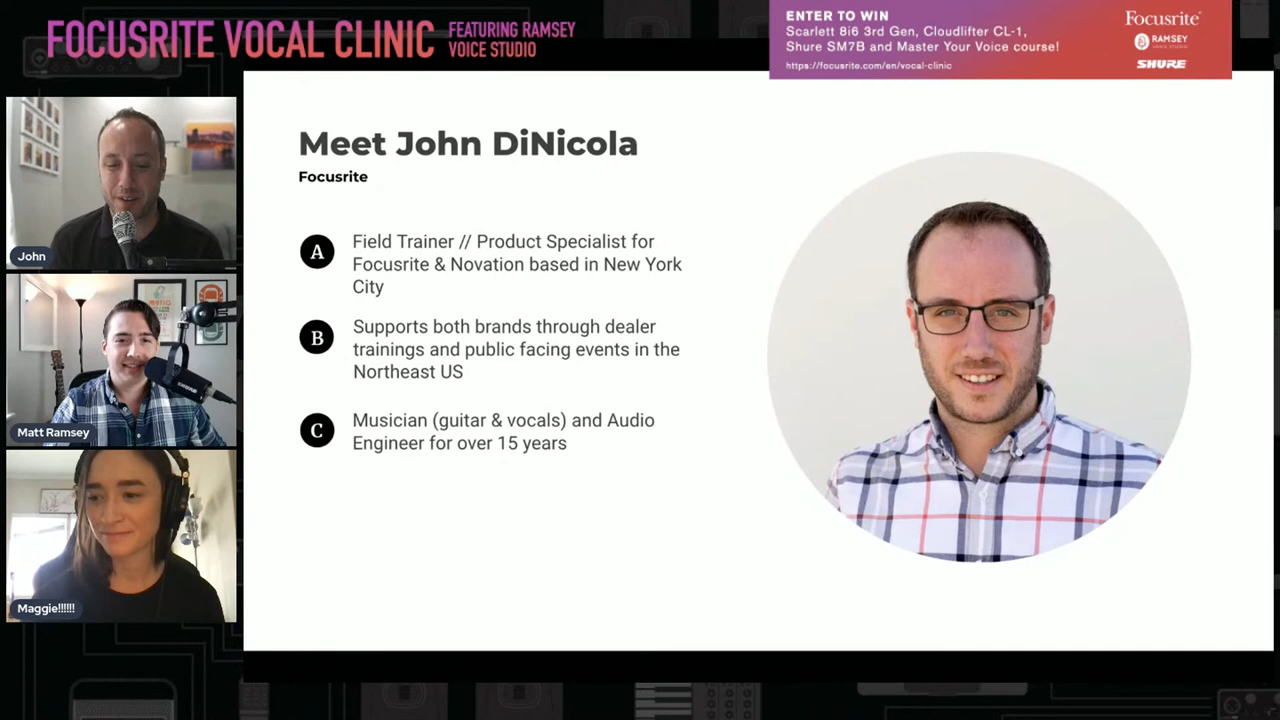 FOCUSRITE VOCAL CLINIC
FEATURING RAMSEY
VOICE STUDIO
ENTER TO WIN
Scarlett 8i6 3rd Gen, Cloudlifter CL-1,
Shure SM7B and Master Your Voice course!
https://focusrite.com/en/vocal-clinic
Focusrite
RAMSEY
VOICE STUDIO
SHURE
John
Matt Ramsey
SHURE
Maggie!!!!!!
Meet John DiNicola
Focusrite
A
Field Trainer // Product Specialist for
Focusrite & Novation based in New York
City
B
Supports both brands through dealer
trainings and public facing events in the
Northeast US
C
Musician (guitar & vocals) and Audio
Engineer for over 15 years